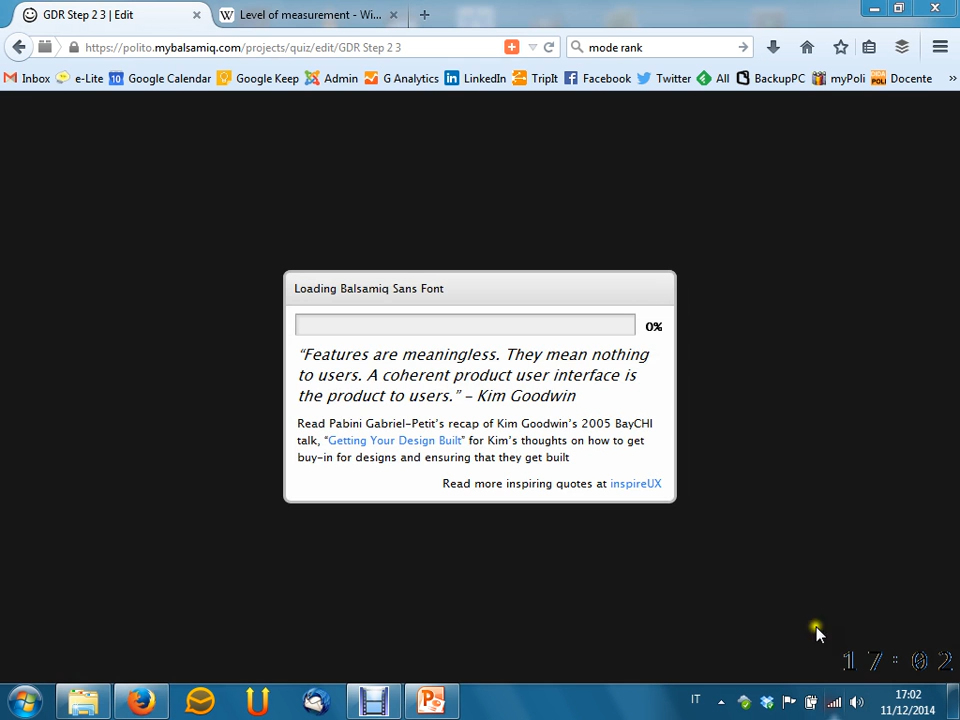 GDR Step 2 3 | Edit
Level of measurement - Wi...
https://polito.mybalsamiq.com/projects/quiz/edit/GDR Step 2 3
mode rank
Inbox e-Lite 10 Google Calendar Google Keep Admin G Analytics LinkedIn TripIt Facebook Twitter All BackupPC myPoli Docente »
Loading Balsamiq Sans Font
0%
“Features are meaningless. They mean nothing
to users. A coherent product user interface is
the product to users.” - Kim Goodwin
Read Pabini Gabriel-Petit's recap of Kim Goodwin's 2005 BayCHI
talk, “Getting Your Design Built” for Kim's thoughts on how to get
buy-in for designs and ensuring that they get built
Read more inspiring quotes at inspireUX
17:02
IT
17:02
11/12/2014